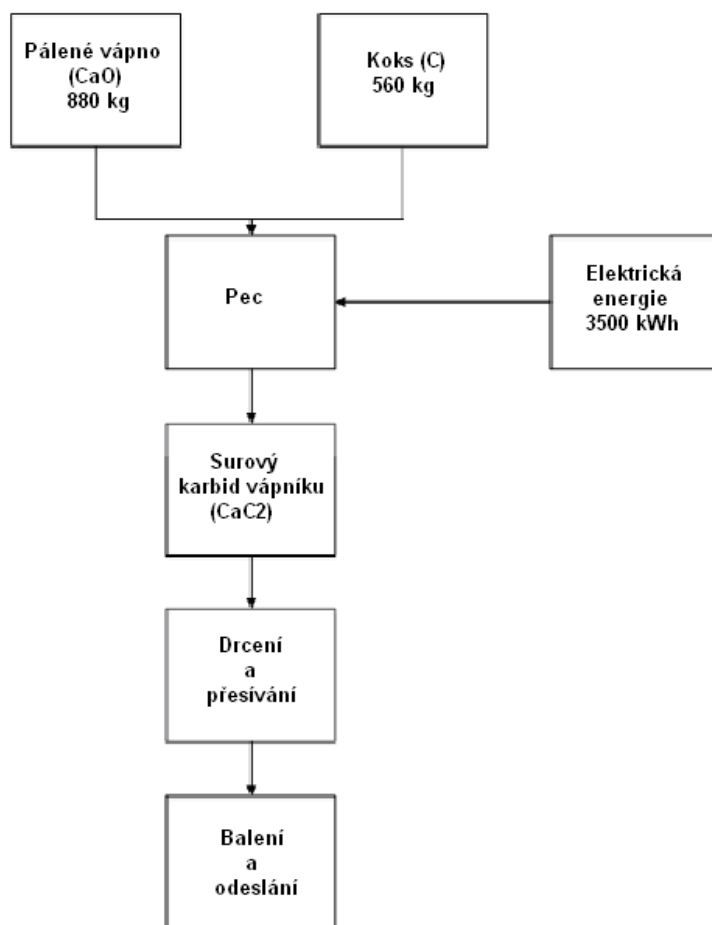 Pálené vápno
(CaO)
880 kg
Koks (C)
560 kg
Pec
Elektrická
energie
3500 kWh
Surový
karbid vápníku
(CaC2)
Drcení
a
přesívání
Balení
a
odeslání